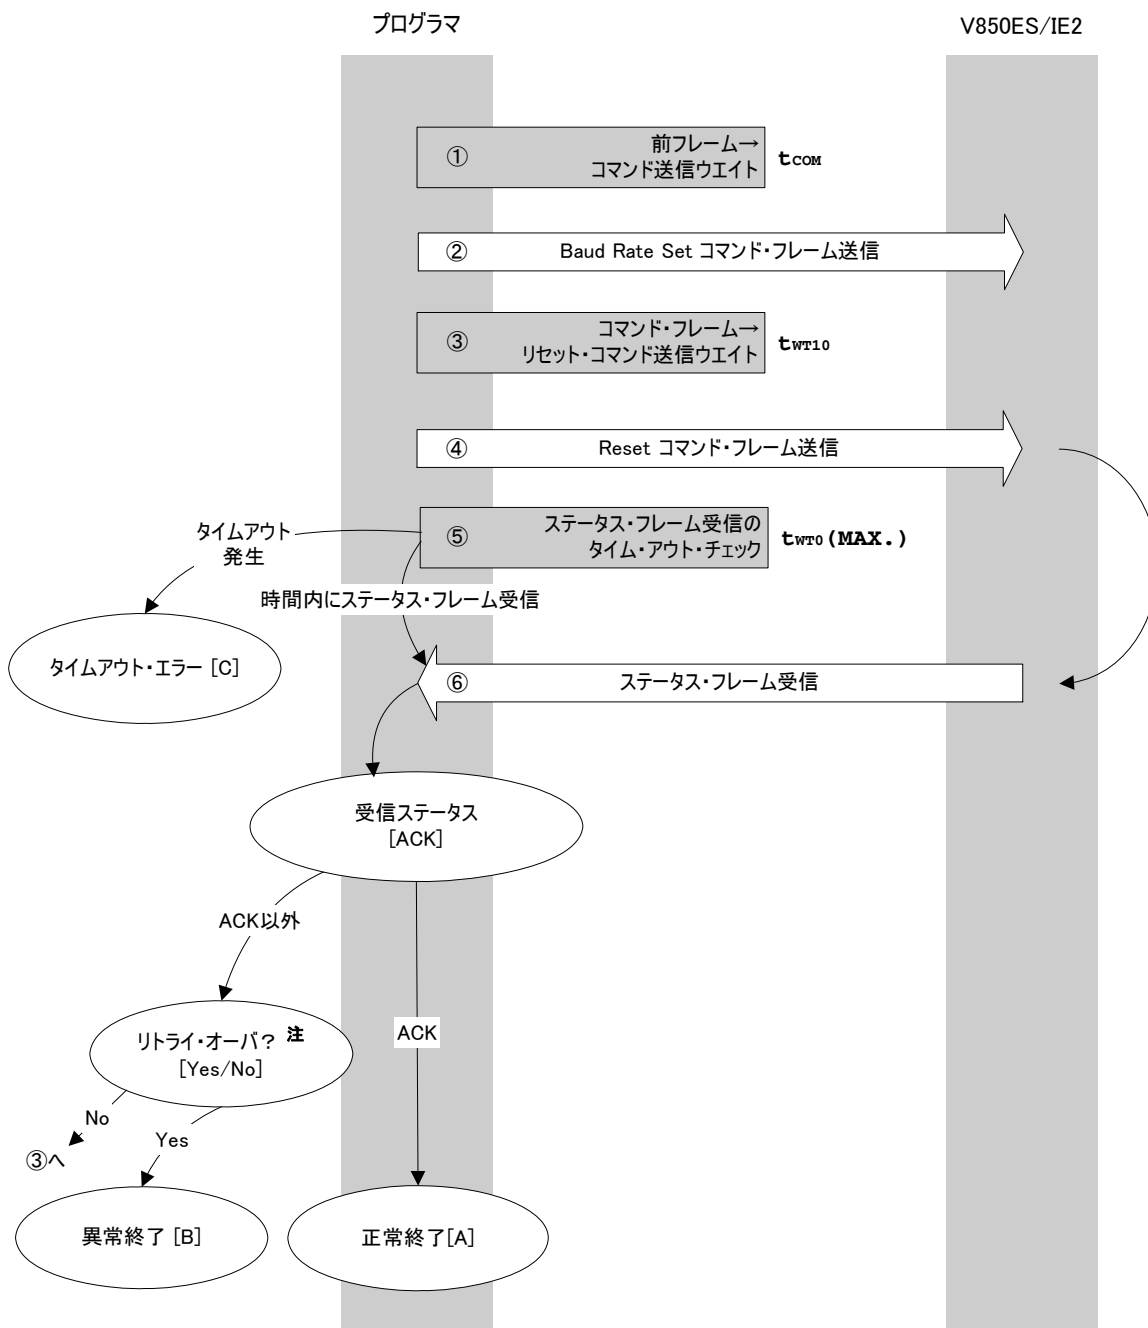 プログラマ
V850ES/IE2
①
前フレーム→
コマンド送信ウエイト
tCOM
②
Baud Rate Set コマンド・フレーム送信
③
コマンド・フレーム→
リセット・コマンド送信ウエイト
tWT10
④
Reset コマンド・フレーム送信
⑤
ステータス・フレーム受信の
タイム・アウト・チェック
tWT0(MAX.)
タイムアウト
発生
時間内にステータス・フレーム受信
タイムアウト・エラー [C]
⑥
ステータス・フレーム受信
受信ステータス
[ACK]
ACK以外
ACK
リトライ・オーバ? 注
[Yes/No]
No
Yes
③へ
異常終了 [B]
正常終了[A]